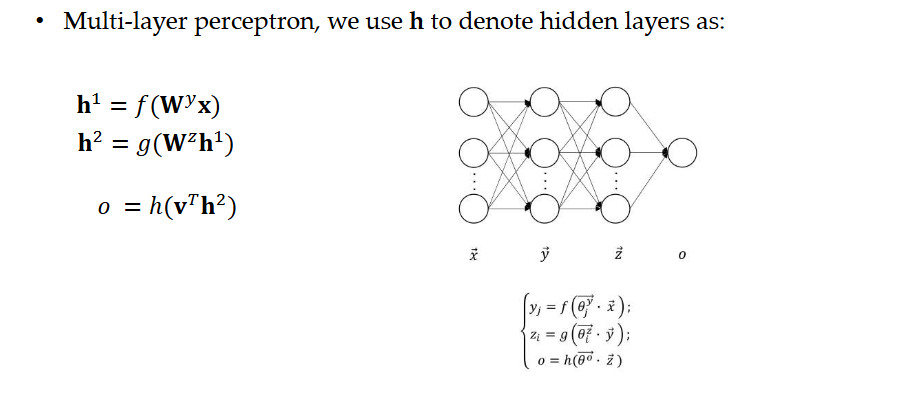 • Multi-layer perceptron, we use h to denote hidden layers as:
h¹ = f(Wʸx)
h² = g(Wᶻh¹)
o = h(vᵀh²)
x⃗ y⃗ z⃗ o
{ yⱼ = f(θⱼʸ⃗ · x⃗);
zᵢ = g(θᵢᶻ⃗ · y⃗);
o = h(θᵒ⃗ · z⃗)